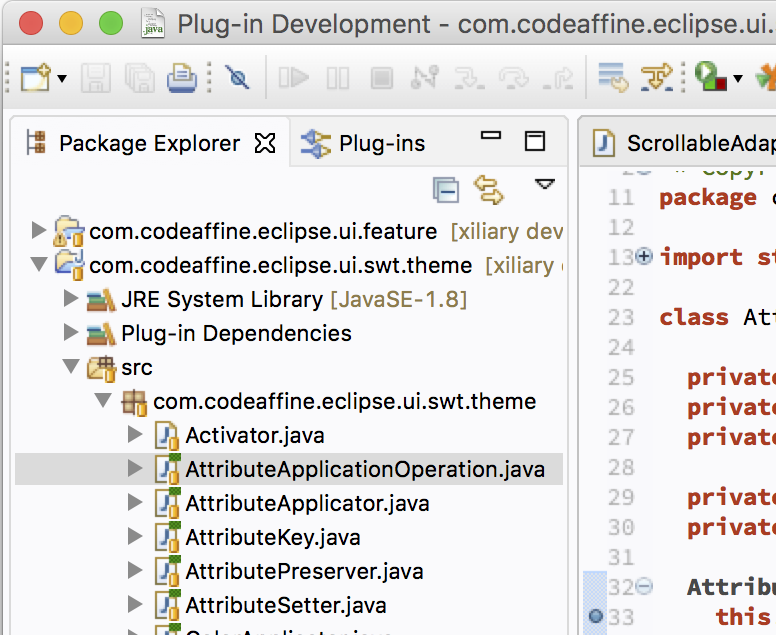 Plug-in Development - com.codeaffine.eclipse.ui.
Package Explorer
Plug-ins
com.codeaffine.eclipse.ui.feature [xiliary dev
com.codeaffine.eclipse.ui.swt.theme [xiliary
JRE System Library [JavaSE-1.8]
Plug-in Dependencies
src
com.codeaffine.eclipse.ui.swt.theme
Activator.java
AttributeApplicationOperation.java
AttributeApplicator.java
AttributeKey.java
AttributePreserver.java
AttributeSetter.java
ColorApplicator.java
ScrollableAdap
11 package c
12
13 import st
22
23 class Att
24
25 private
26 private
27 private
28
29 private
30 private
31
32 Attribu
33 this